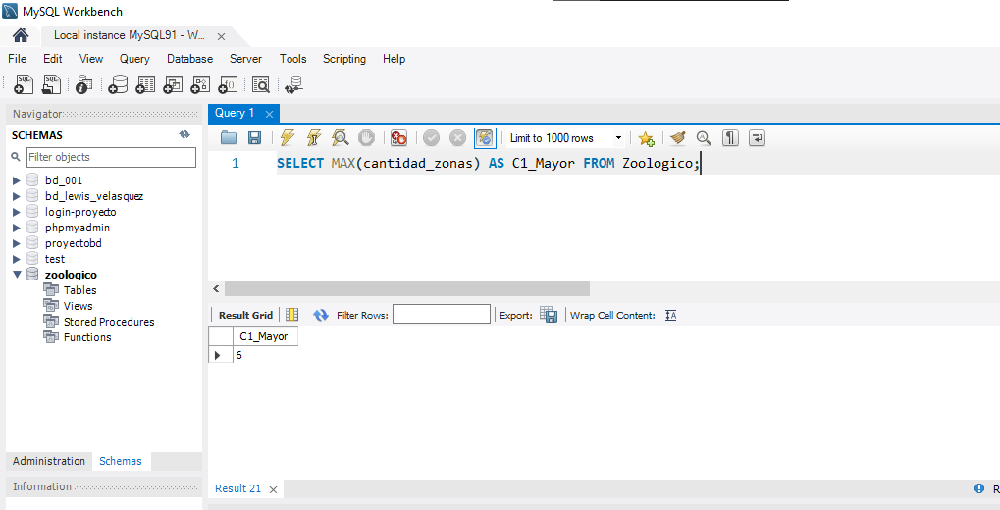 MySQL Workbench
Local instance MySQL91 - W... ×
File Edit View Query Database Server Tools Scripting Help
Navigator
SCHEMAS
Filter objects
bd_001
bd_lewis_velasquez
login-proyecto
phpmyadmin
proyectobd
test
zoologico
Tables
Views
Stored Procedures
Functions
Administration Schemas
Information
Query 1 ×
Limit to 1000 rows
1 SELECT MAX(cantidad_zonas) AS C1_Mayor FROM Zoologico;
Result Grid Filter Rows: Export: Wrap Cell Content:
C1_Mayor
6
Result 21 ×
R